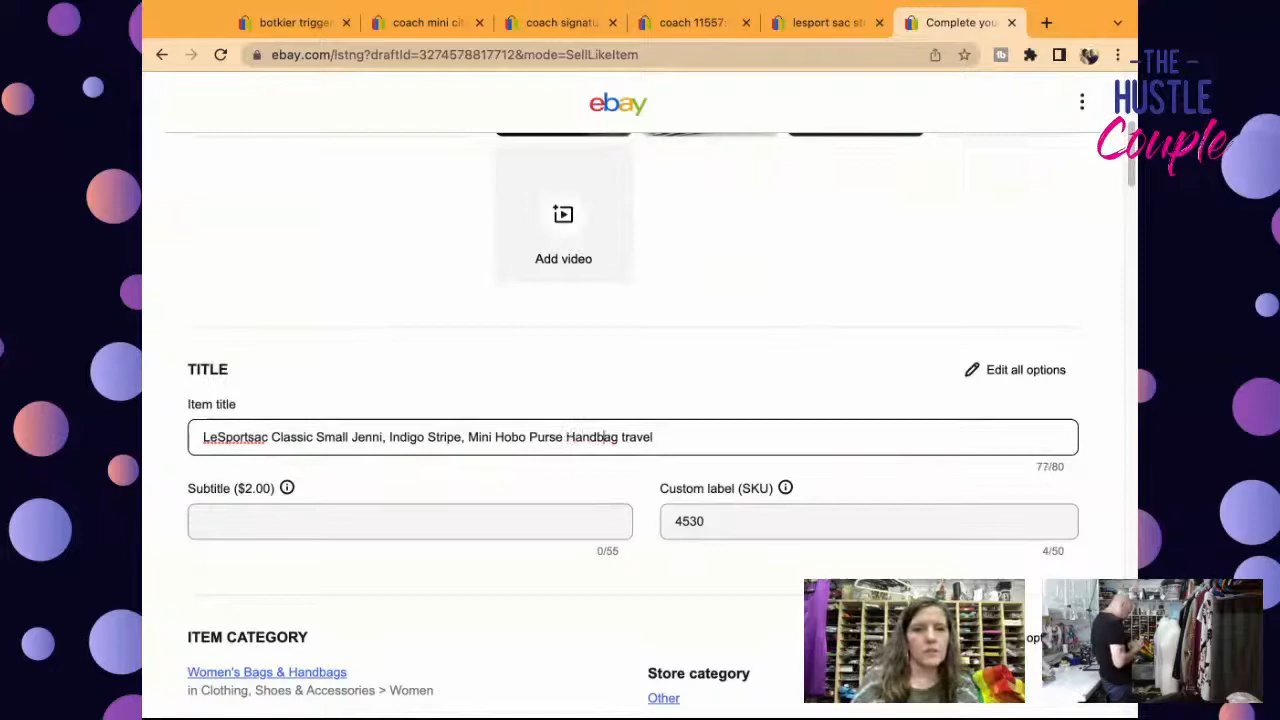 botkier trigger
coach mini cit
coach signatu
coach 11557
lesport sac st
Complete you
ebay.com/lstng?draftId=3274578817712&mode=SellLikeItem
THE
HUSTLE
Couple
ebay
Add video
TITLE
Edit all options
Item title
LeSportsac Classic Small Jenni, Indigo Stripe, Mini Hobo Purse Handbag travel
77/80
Subtitle ($2.00)
Custom label (SKU)
4530
0/55
4/50
ITEM CATEGORY
Women's Bags & Handbags
in Clothing, Shoes & Accessories > Women
Store category
Other